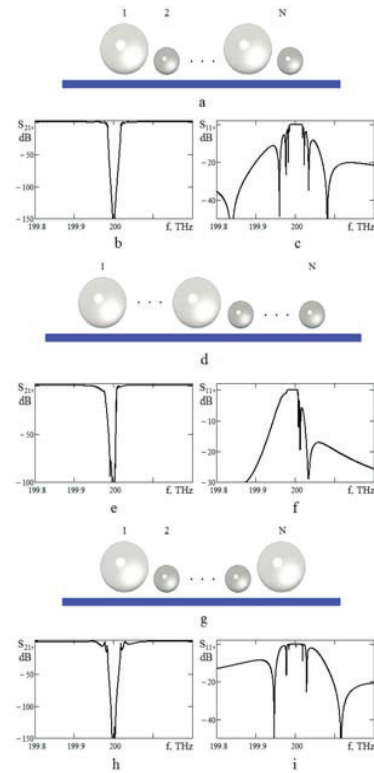 1 2 N
. . .
a
S21, dB S11, dB
−50 −20
−100 −40
−150
199.8 199.9 200 f, THz 199.8 199.9 200 f, THz
b c
1 N
. . . . . .
d
S21, dB S11, dB
−10
−50 −20
−100 −30
199.8 199.9 200 f, THz 199.8 199.9 200 f, THz
e f
1 2 N
. . .
g
S21, dB S11, dB
−50 −20
−100 −40
−150
199.8 199.9 200 f, THz 199.8 199.9 200 f, THz
h i